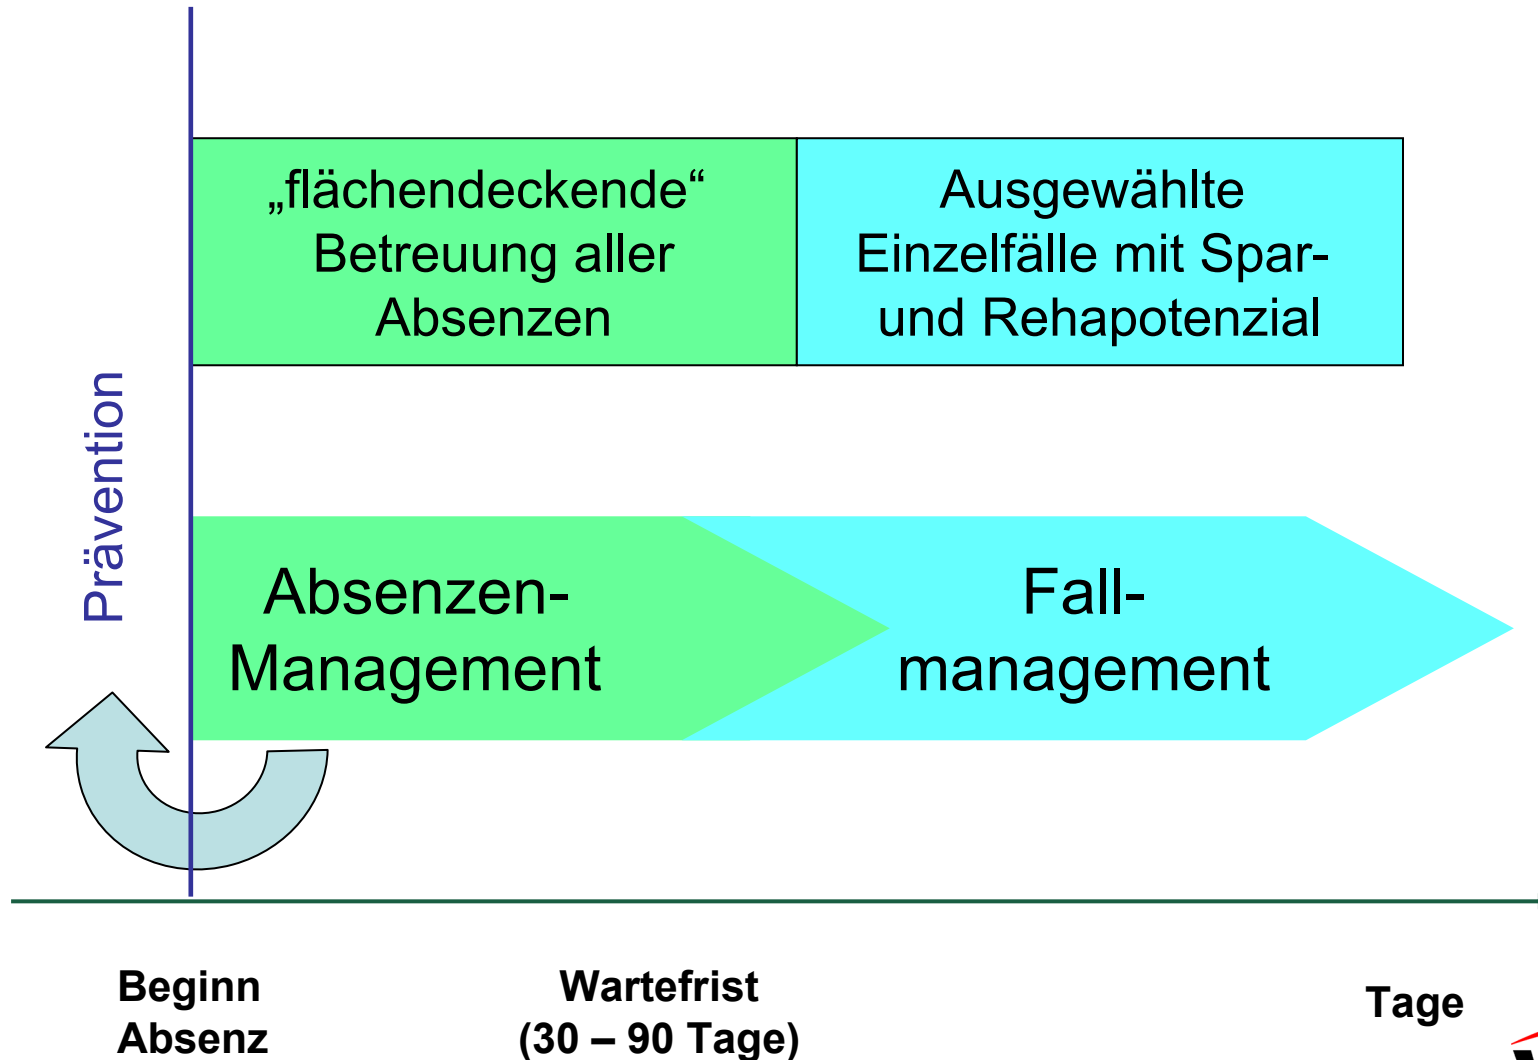 „flächendeckende“
Betreuung aller
Absenzen
Ausgewählte
Einzelfälle mit Spar-
und Rehapotenzial
Prävention
Absenzen-
Management
Fall-
management
Beginn
Absenz
Wartefrist
(30 – 90 Tage)
Tage